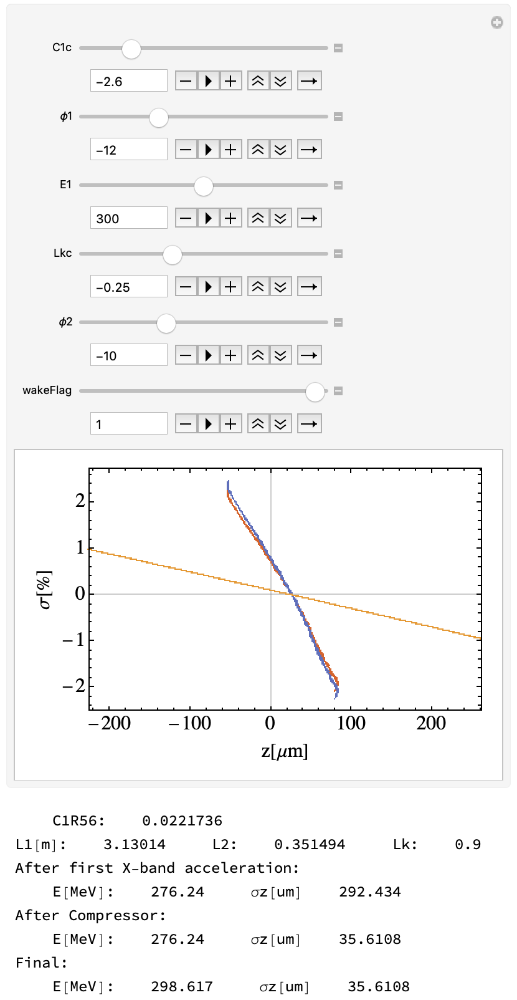 C1c
−2.6
ϕ1
−12
E1
300
Lkc
−0.25
ϕ2
−10
wakeFlag
1
2
1
0
−1
−2
σ[%]
−200 −100 0 100 200
z[μm]
C1R56: 0.0221736
L1[m]: 3.13014 L2: 0.351494 Lk: 0.9
After first X-band acceleration:
E[MeV]: 276.24 σz[um] 292.434
After Compressor:
E[MeV]: 276.24 σz[um] 35.6108
Final:
E[MeV]: 298.617 σz[um] 35.6108